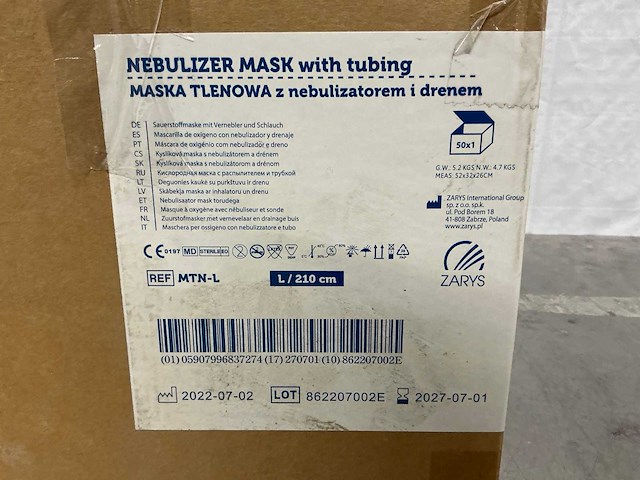 NEBULIZER MASK with tubing
MASKA TLENOWA z nebulizatorem i drenem
DE Sauerstoffmaske mit Vernebler und Schlauch
ES Mascarilla de oxígeno con nebulizador y drenaje
PT Máscara de oxigénio com nebulizador e dreno
CS Kyslíková maska s nebulizátorem a drénem
SK Kyslíková maska s nebulizátorom a drénom
RU Кислородная маска с распылителем и трубкой
LT Deguonies kaukė su purkštuvu ir drenu
LV Skābekļa maska ar inhalatoru un drenu
ET Nebulisaator mask torudega
FR Masque à oxygène avec nébuliseur et sonde
NL Zuurstofmasker met vernevelaar en drainage buis
IT Maschera per ossigeno con nebulizzatore e tubo
50x1
G.W.: 5.2 KGS N.W.: 4.7 KGS
MEAS: 52x32x26CM
ZARYS International Group
sp. z o.o. sp.k.
ul. Pod Borem 18
41-808 Zabrze, Poland
www.zarys.pl
CE 0197 MD STERILE EO
REF MTN-L
L / 210 cm
ZARYS
(01) 05907996837274 (17) 270701 (10) 862207002E
2022-07-02 LOT 862207002E 2027-07-01